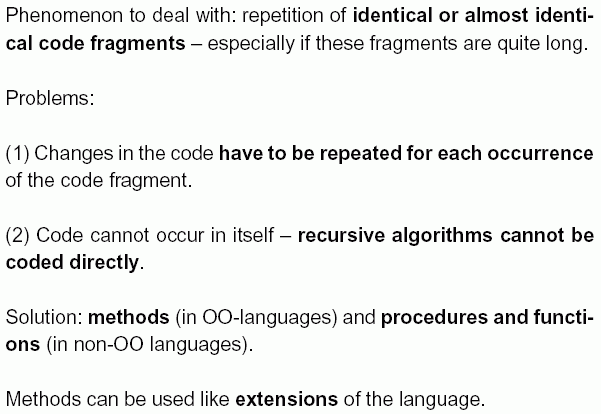 Phenomenon to deal with: repetition of identical or almost identi-
cal code fragments – especially if these fragments are quite long.
Problems:
(1) Changes in the code have to be repeated for each occurrence
of the code fragment.
(2) Code cannot occur in itself – recursive algorithms cannot be
coded directly.
Solution: methods (in OO-languages) and procedures and functi-
ons (in non-OO languages).
Methods can be used like extensions of the language.